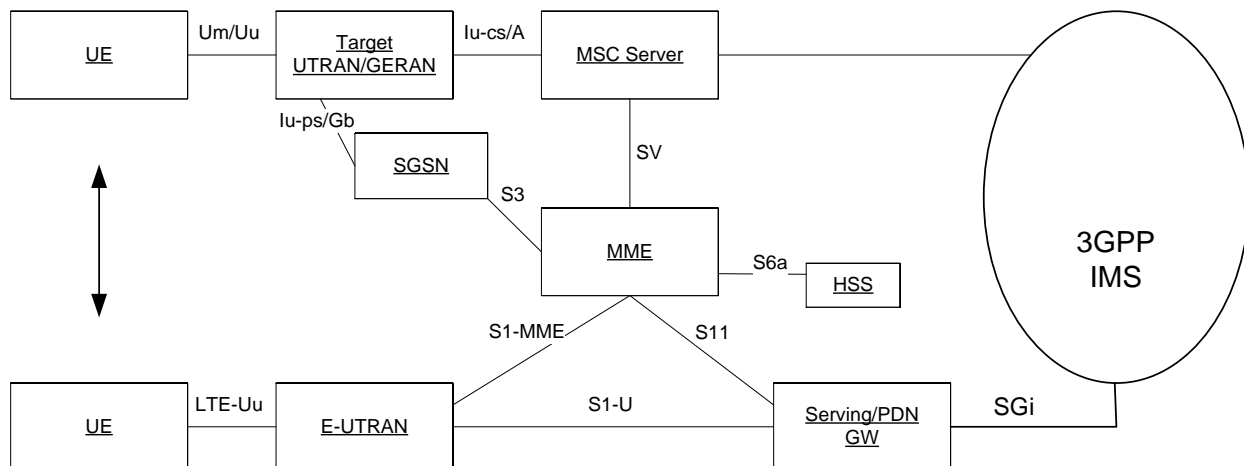 UE
Um/Uu
Target
UTRAN/GERAN
Iu-cs/A
MSC Server
Iu-ps/Gb
SGSN
SV
S3
MME
S6a
HSS
3GPP
IMS
S1-MME
S11
UE
LTE-Uu
E-UTRAN
S1-U
Serving/PDN
GW
SGi